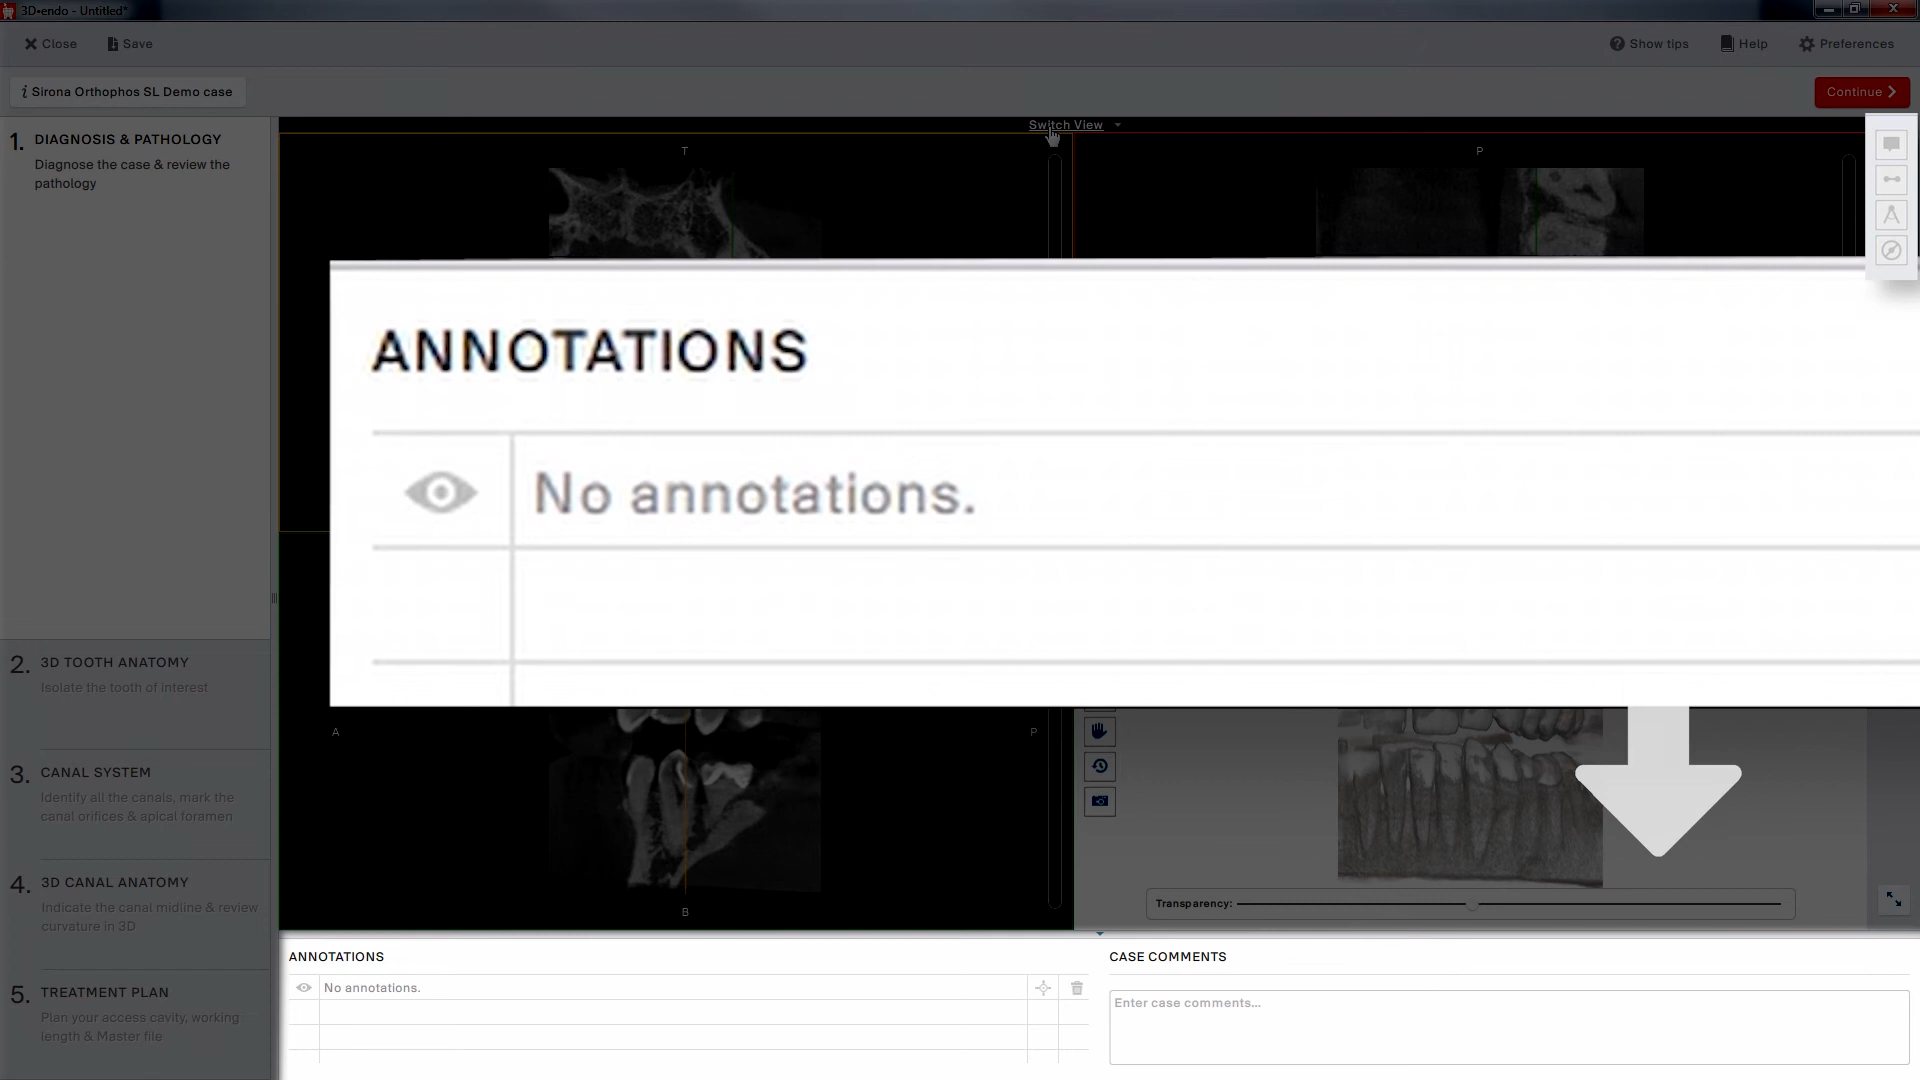 3D•endo - Untitled*
Close
Save
Show tips
Help
Preferences
i Sirona Orthophos SL Demo case
Continue
1. DIAGNOSIS & PATHOLOGY
Diagnose the case & review the
pathology
Switch View
T
P
ANNOTATIONS
No annotations.
2. 3D TOOTH ANATOMY
Isolate the tooth of interest
3. CANAL SYSTEM
Identify all the canals, mark the
canal orifices & apical foramen
4. 3D CANAL ANATOMY
Indicate the canal midline & review
curvature in 3D
5. TREATMENT PLAN
Plan your access cavity, working
length & Master file
A
P
B
Transparency:
ANNOTATIONS
No annotations.
CASE COMMENTS
Enter case comments...